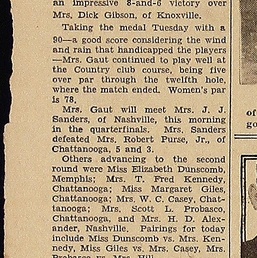 an impressive 8-and-6 victory over
Mrs. Dick Gibson, of Knoxville.
Taking the medal Tuesday with a
90—a good score considering the wind
and rain that handicapped the players
—Mrs. Gaut continued to play well at
the Country club course, being five
over par through the twelfth hole,
where the match ended. Women's par
is 78,
Mrs. Gaut will meet Mrs. J. J.
Sanders, of Nashville, this morning
in the quarterfinals. Mrs. Sanders
defeated Mrs. Robert Purse, Jr., of
Chattanooga, 5 and 3.
Others advancing to the second
round were Miss Elizabeth Dunscomb,
Memphis; Mrs. T. Fred Kennedy,
Chattanooga; Miss Margaret Giles,
Chattanooga; Mrs. W. C. Casey, Chat-
tanooga; Mrs. Scott L. Probasco,
Chattanooga, and Mrs. H. D. Alex-
ander, Nashville. Pairings for today
include Miss Dunscomb vs. Mrs. Ken-
nedy, Miss Giles vs. Mrs. Casey, Mrs.
Probasco vs. Mrs.
of
go